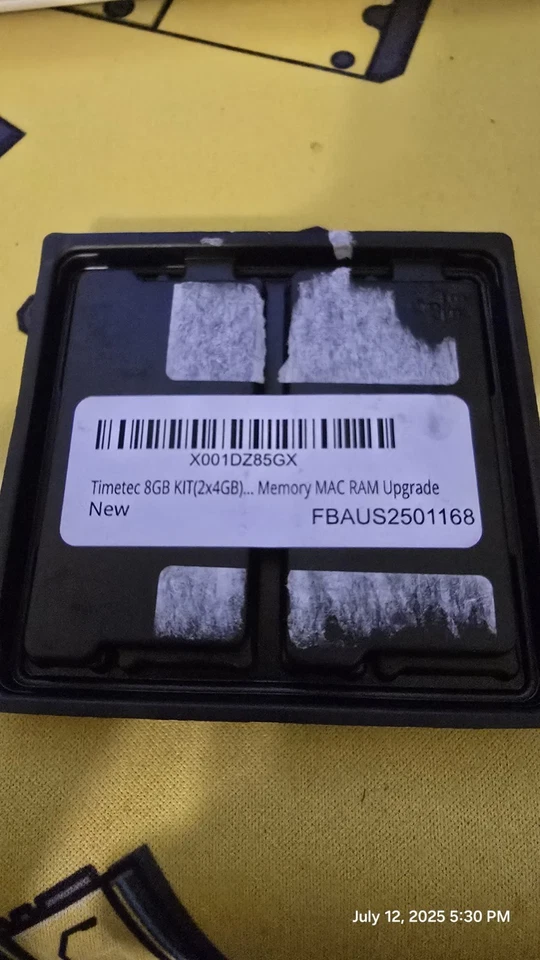 X001DZ85GX
Timetec 8GB KIT(2x4GB)... Memory MAC RAM Upgrade
New
FBAUS2501168
July 12, 2025 5:30 PM